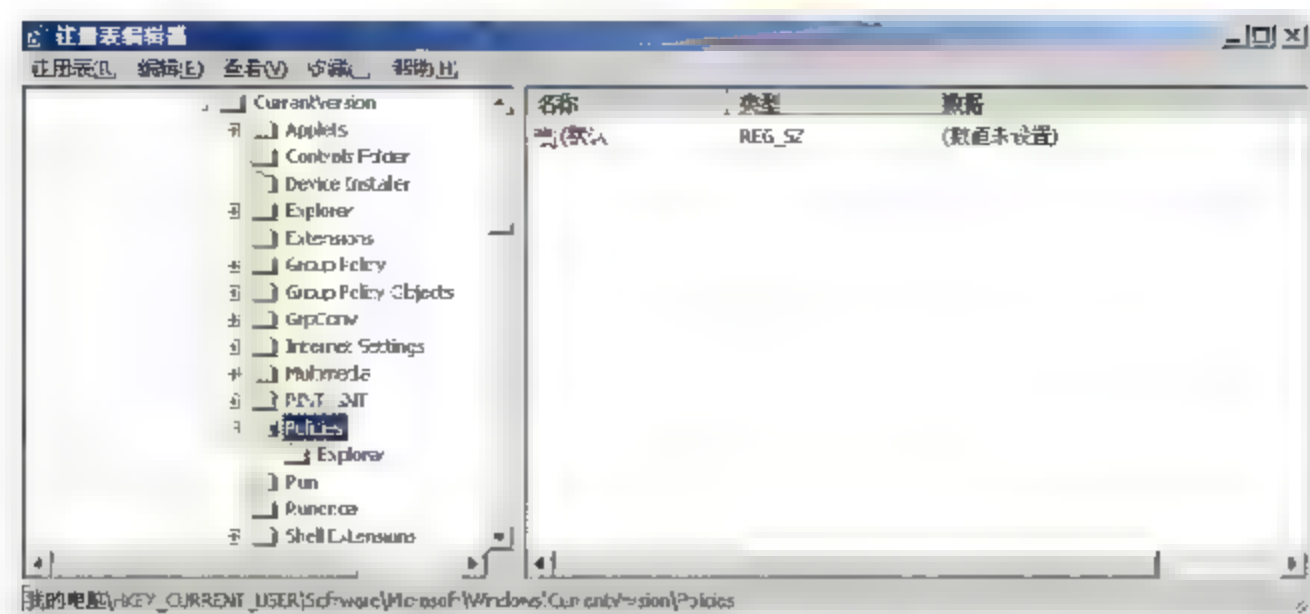 注册表编辑器
注册表(R) 编辑(E) 查看(V) 收藏 帮助(H)
CurrentVersion
Applets
Controls Folder
Device Installer
Explorer
Extensions
Group Policy
Group Policy Objects
GrpConv
Internet Settings
Multimedia
Policies
Explorer
Run
RunOnce
Shell Extensions
名称 类型 数据
(默认) REG_SZ (数值未设置)
我的电脑\HKEY_CURRENT_USER\Software\Microsoft\Windows\CurrentVersion\Policies